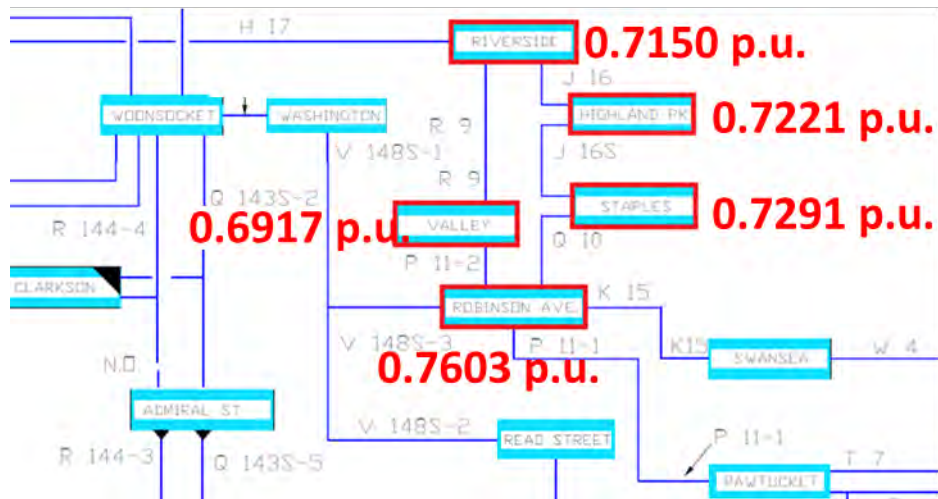 H 17
RIVERSIDE
0.7150 p.u.
J 16
WOONSOCKET
WASHINGTON
HIGHLAND PK
0.7221 p.u.
R 9
V 148S-1
J 16S
R 9
Q 143S-2
STAPLES
0.7291 p.u.
R 144-4
0.6917 p.u.
VALLEY
Q 10
P 11-2
CLARKSON
K 15
ROBINSON AVE.
V 148S-3
P 11-1
K15
SWANSEA
W 4
N.O.
0.7603 p.u.
ADMIRAL ST
V 148S-2
READ STREET
P 11-1
R 144-3
Q 143S-5
T 7
PAWTUCKET